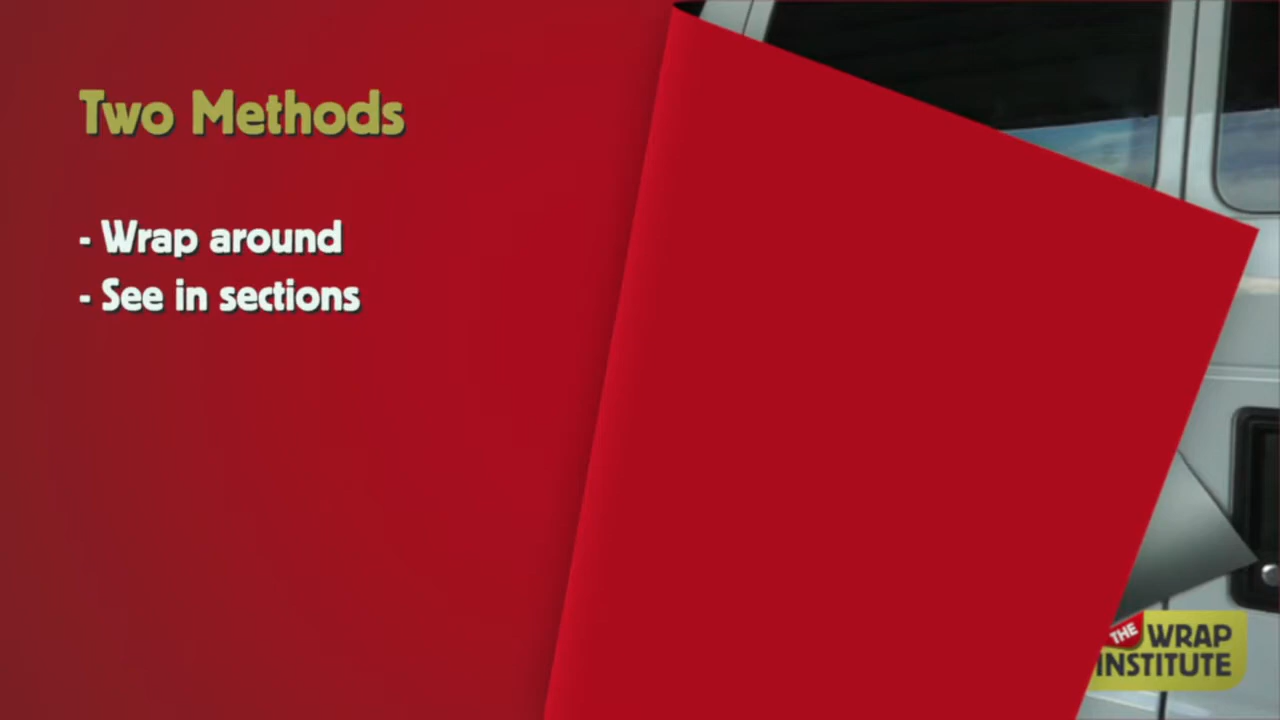 Two Methods
- Wrap around
- See in sections
THE
WRAP
INSTITUTE